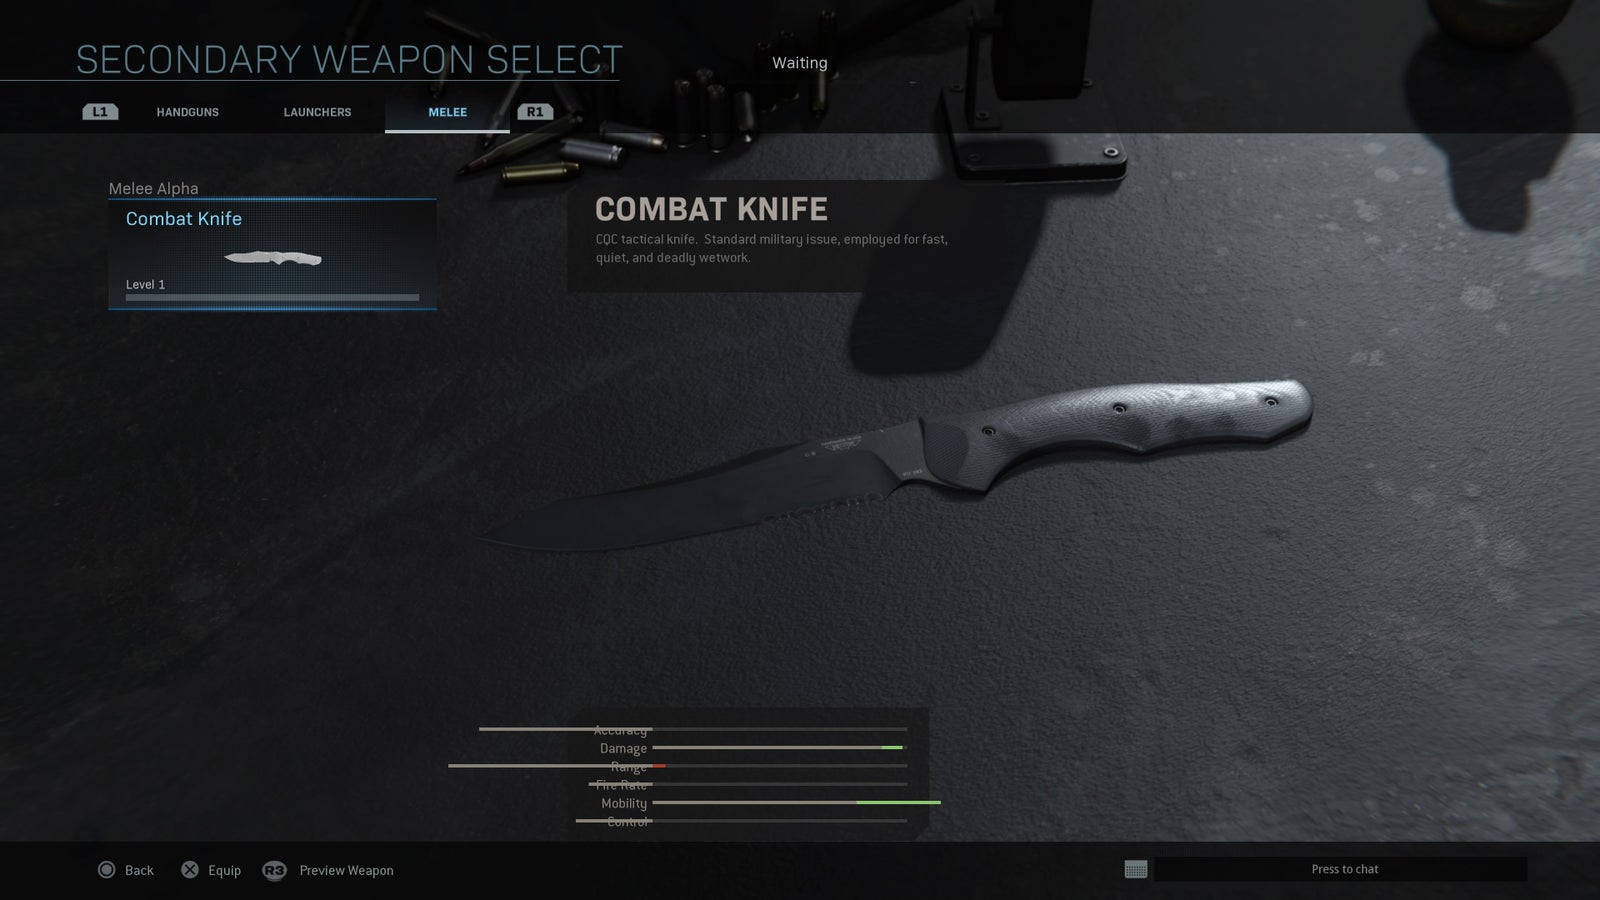 SECONDARY WEAPON SELECT
Waiting
L1 HANDGUNS LAUNCHERS MELEE R1
Melee Alpha
Combat Knife
Level 1
COMBAT KNIFE
CQC tactical knife. Standard military issue, employed for fast,
quiet, and deadly wetwork.
Accuracy
Damage
Range
Fire Rate
Mobility
Control
Back Equip R3 Preview Weapon
Press to chat